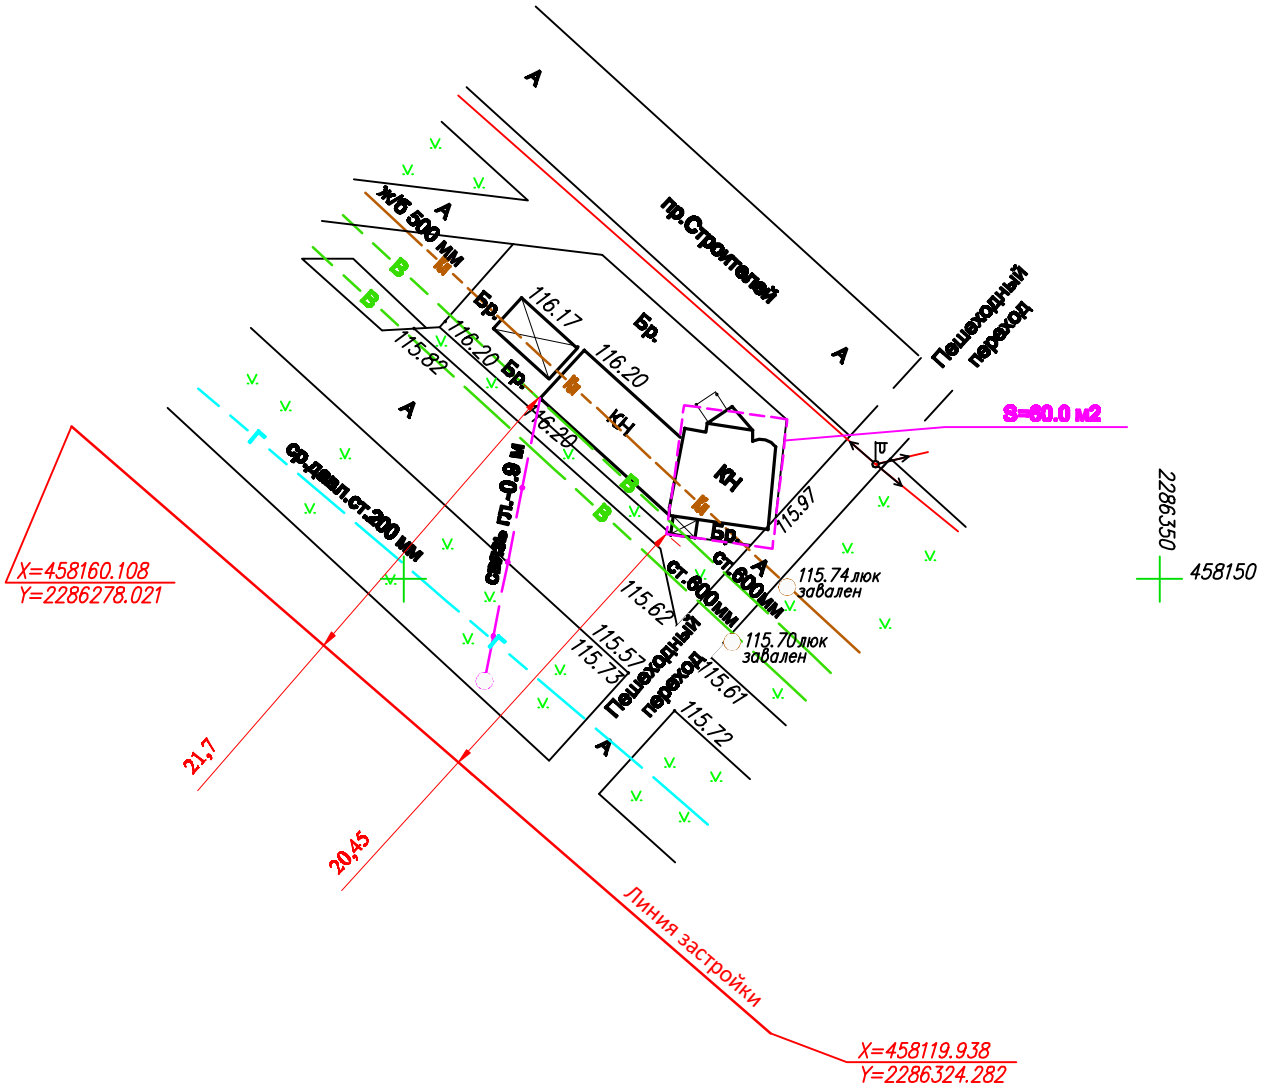 А
ж/б 500 мм
А
К
пр.Строителей
В
В
Пешеходный
переход
Бр.
116.17
Бр.
116.20
115.82
А
Бр.
116.20
К
КН
А
S=60.0 м2
Г
ср.давл.ст.200 мм
116.20
связь гл.-0.9 м
КН
В
В
К
115.97
Бр.
X=458160.108
Y=2286278.021
2286350
458150
ст.600мм
ст.600мм
А
115.74 люк
завален
115.62
115.70 люк
завален
Г
115.57
115.73
Пешеходный
переход
115.61
115.72
А
21,7
20,45
Линия застройки
X=458119.938
Y=2286324.282